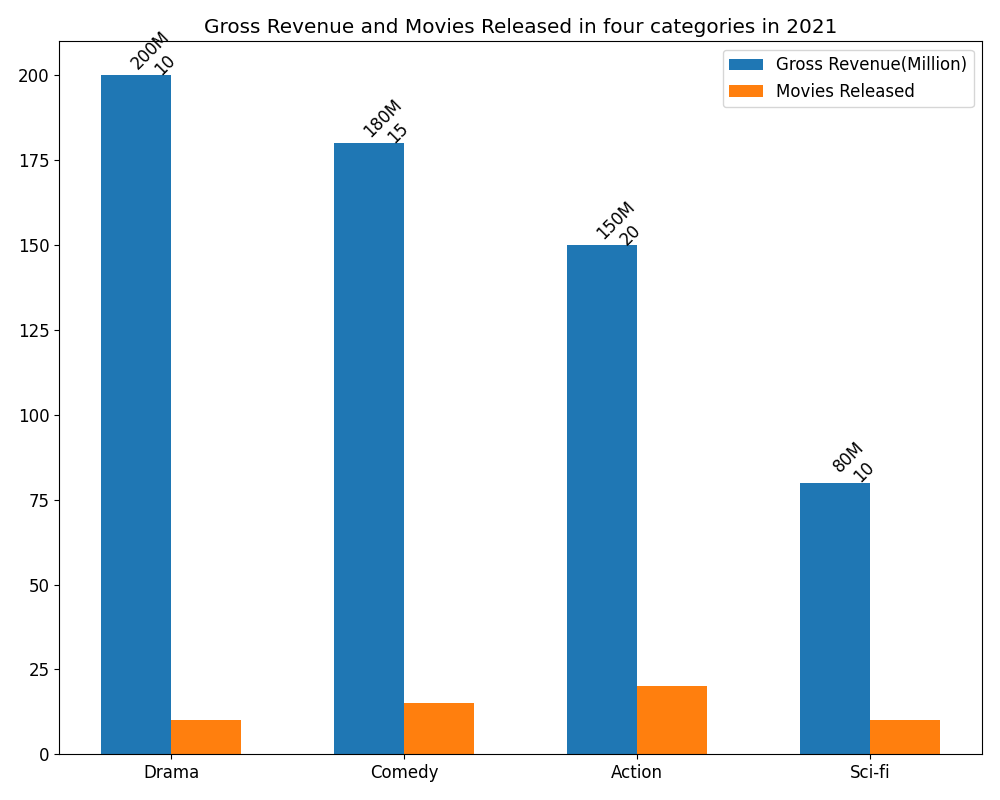 Gross Revenue and Movies Released in four categories in 2021
Gross Revenue(Million)
Movies Released
200
175
150
125
100
75
50
25
0
200M
10
180M
15
150M
20
80M
10
Drama
Comedy
Action
Sci-fi